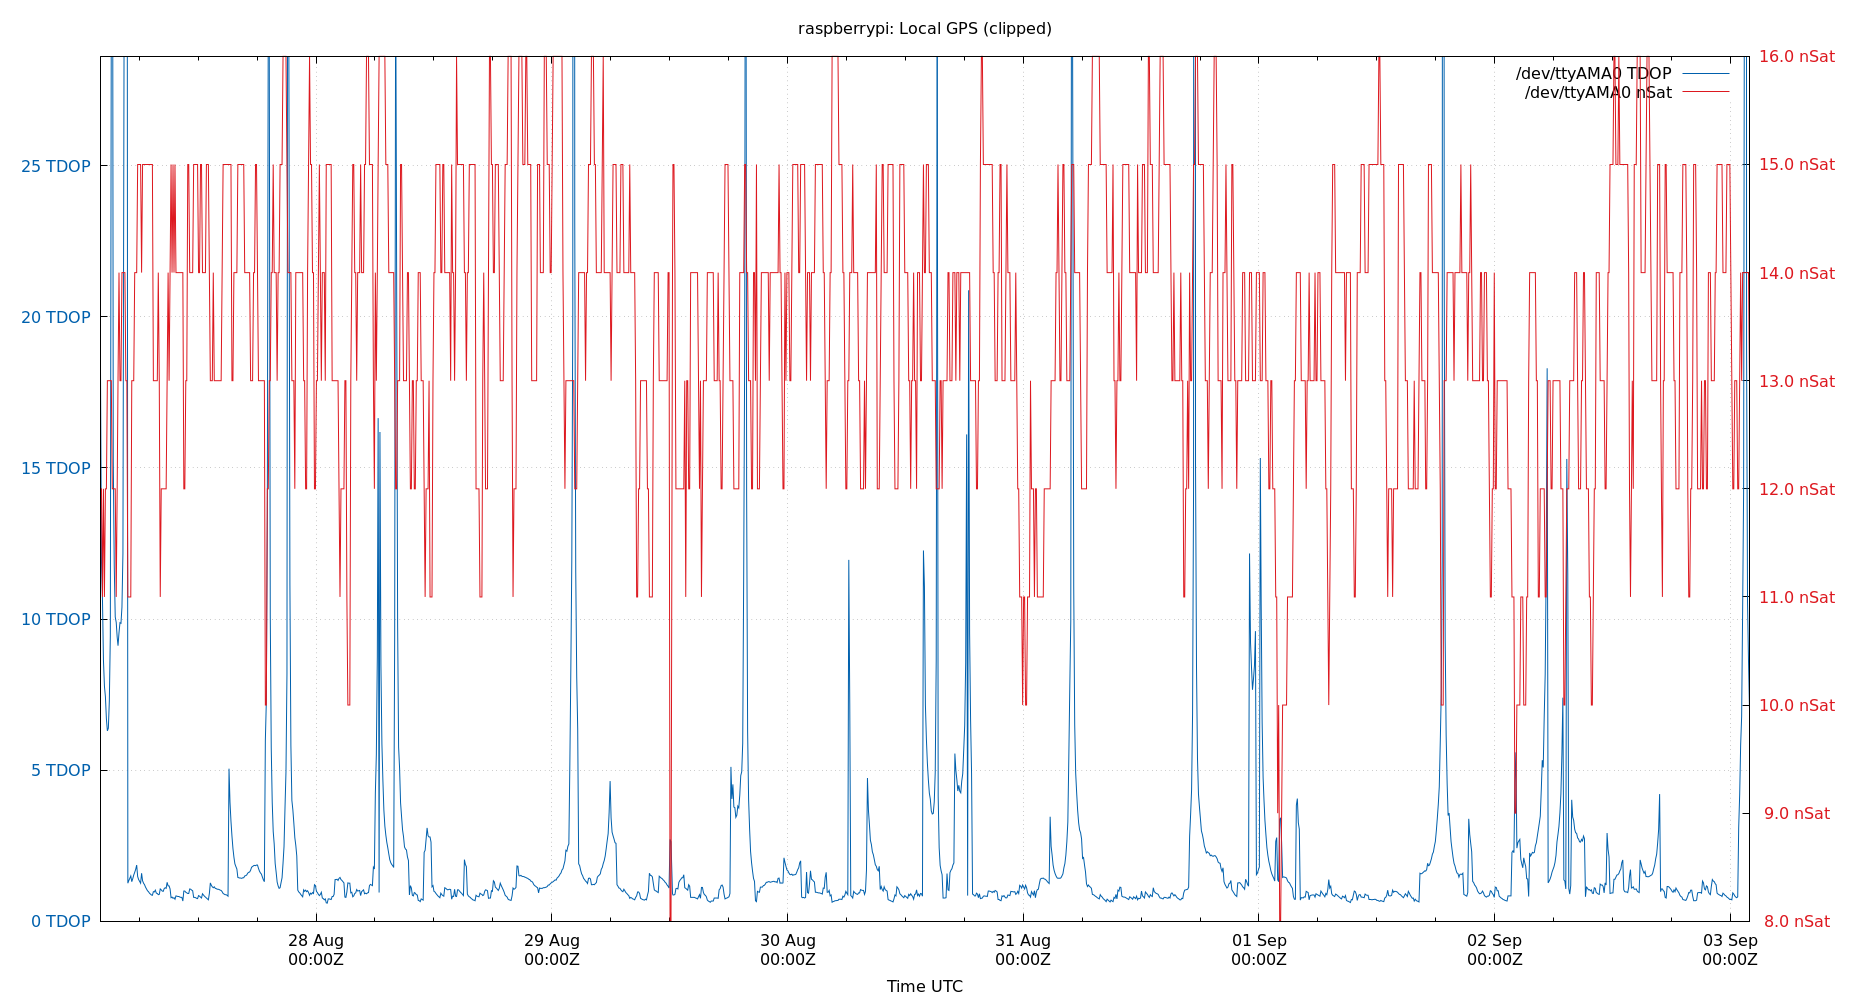 raspberrypi: Local GPS (clipped)
/dev/ttyAMA0 TDOP
/dev/ttyAMA0 nSat
25 TDOP
20 TDOP
15 TDOP
10 TDOP
5 TDOP
0 TDOP
16.0 nSat
15.0 nSat
14.0 nSat
13.0 nSat
12.0 nSat
11.0 nSat
10.0 nSat
9.0 nSat
8.0 nSat
28 Aug
00:00Z
29 Aug
00:00Z
30 Aug
00:00Z
31 Aug
00:00Z
01 Sep
00:00Z
02 Sep
00:00Z
03 Sep
00:00Z
Time UTC